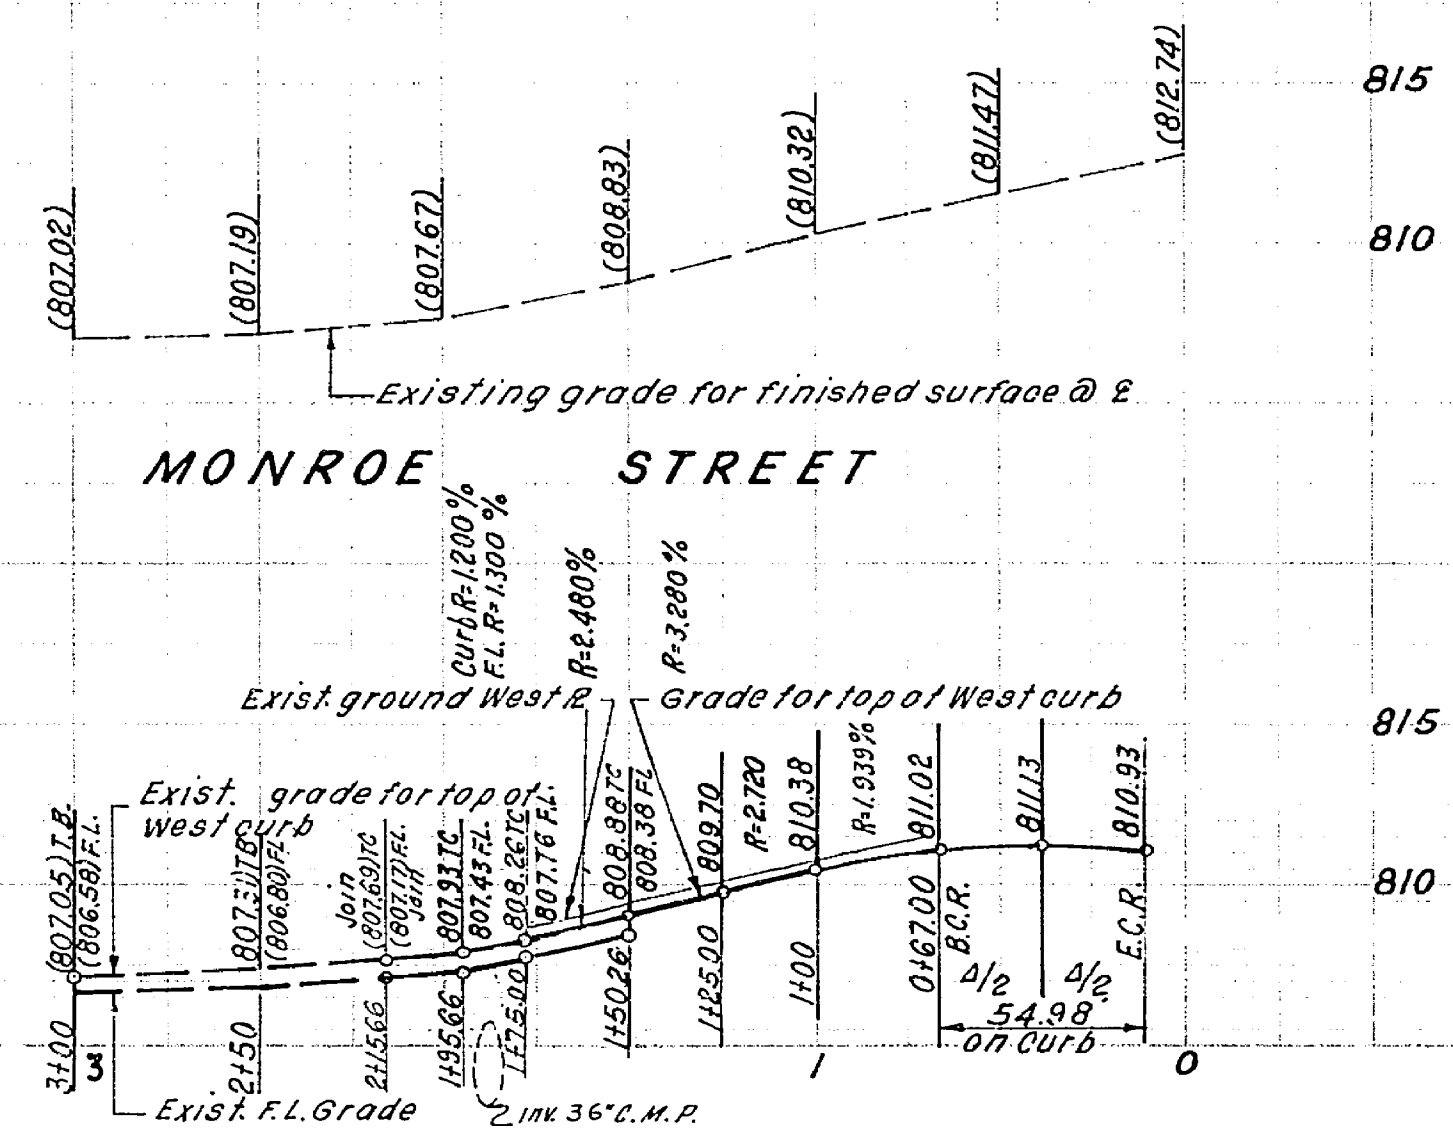 815
(812.74)
(811.47)
(810.32)
(808.83)
(807.67)
(807.19)
(807.02)
810
Existing grade for finished surface @ ℄
MONROE STREET
Curb R=1.200%
F.L. R=1.300 %
R=2.480%
R=3.280%
Exist. ground West ℞
Grade for top of West curb
815
Exist. grade for top of
West curb
(807.05) T.B.
(806.58) F.L.
807.31) TB
(806.80) FL
Join
(807.69) TC
(807.17) F.L.
Join
807.93 TC
807.43 F.L.
808.26 TC
807.76 F.L.
808.88 TC
808.38 FL
809.70
R=2.720
810.38
R=1.939%
811.02
811.13
810.93
810
3+00
2+50
2+15.66
1+95.66
1+75.00
1+50.26
1+25.00
1+00
0+67.00
B.C.R.
E.C.R.
Δ/2
Δ/2
54.98
on curb
3
1
0
Exist. F.L. Grade
inv. 36" C.M.P.